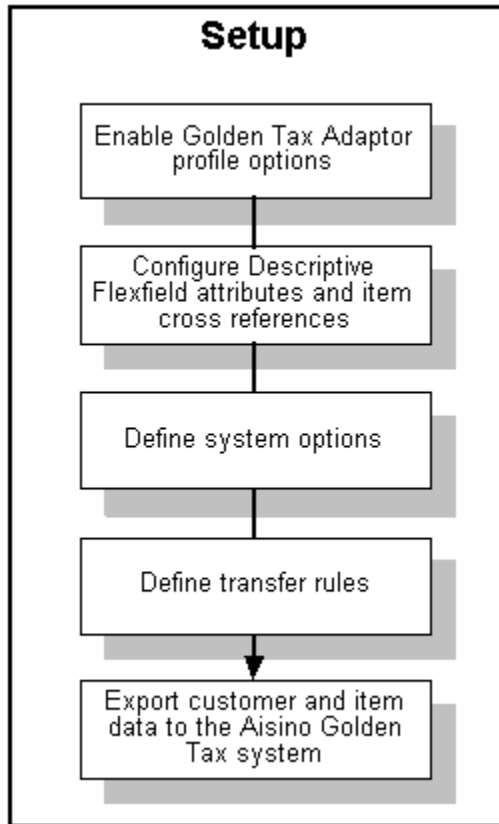 Setup
Enable Golden Tax Adaptor
profile options
Configure Descriptive
Flexfield attributes and item
cross references
Define system options
Define transfer rules
Export customer and item
data to the Aisino Golden
Tax system